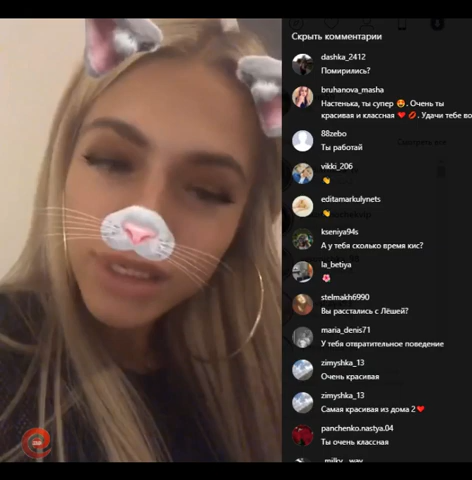 Скрыть комментарии
dashka_2412
Помирились?
bruhanova_masha
Настенька, ты супер 😍. Очень ты
красивая и классная ❤️💋. Удачи тебе во
88zebo
Ты работай
vikki_206
👏
editamarkulynets
👏
kseniya94s
А у тебя сколько время кис?
la_betiya
🌸
stelmakh6990
Вы расстались с Лёшей?
maria_denis71
У тебя отвратительное поведение
zimyshka_13
Очень красивая
zimyshka_13
Самая красивая из дома 2❤️
panchenko.nastya.04
Ты очень классная